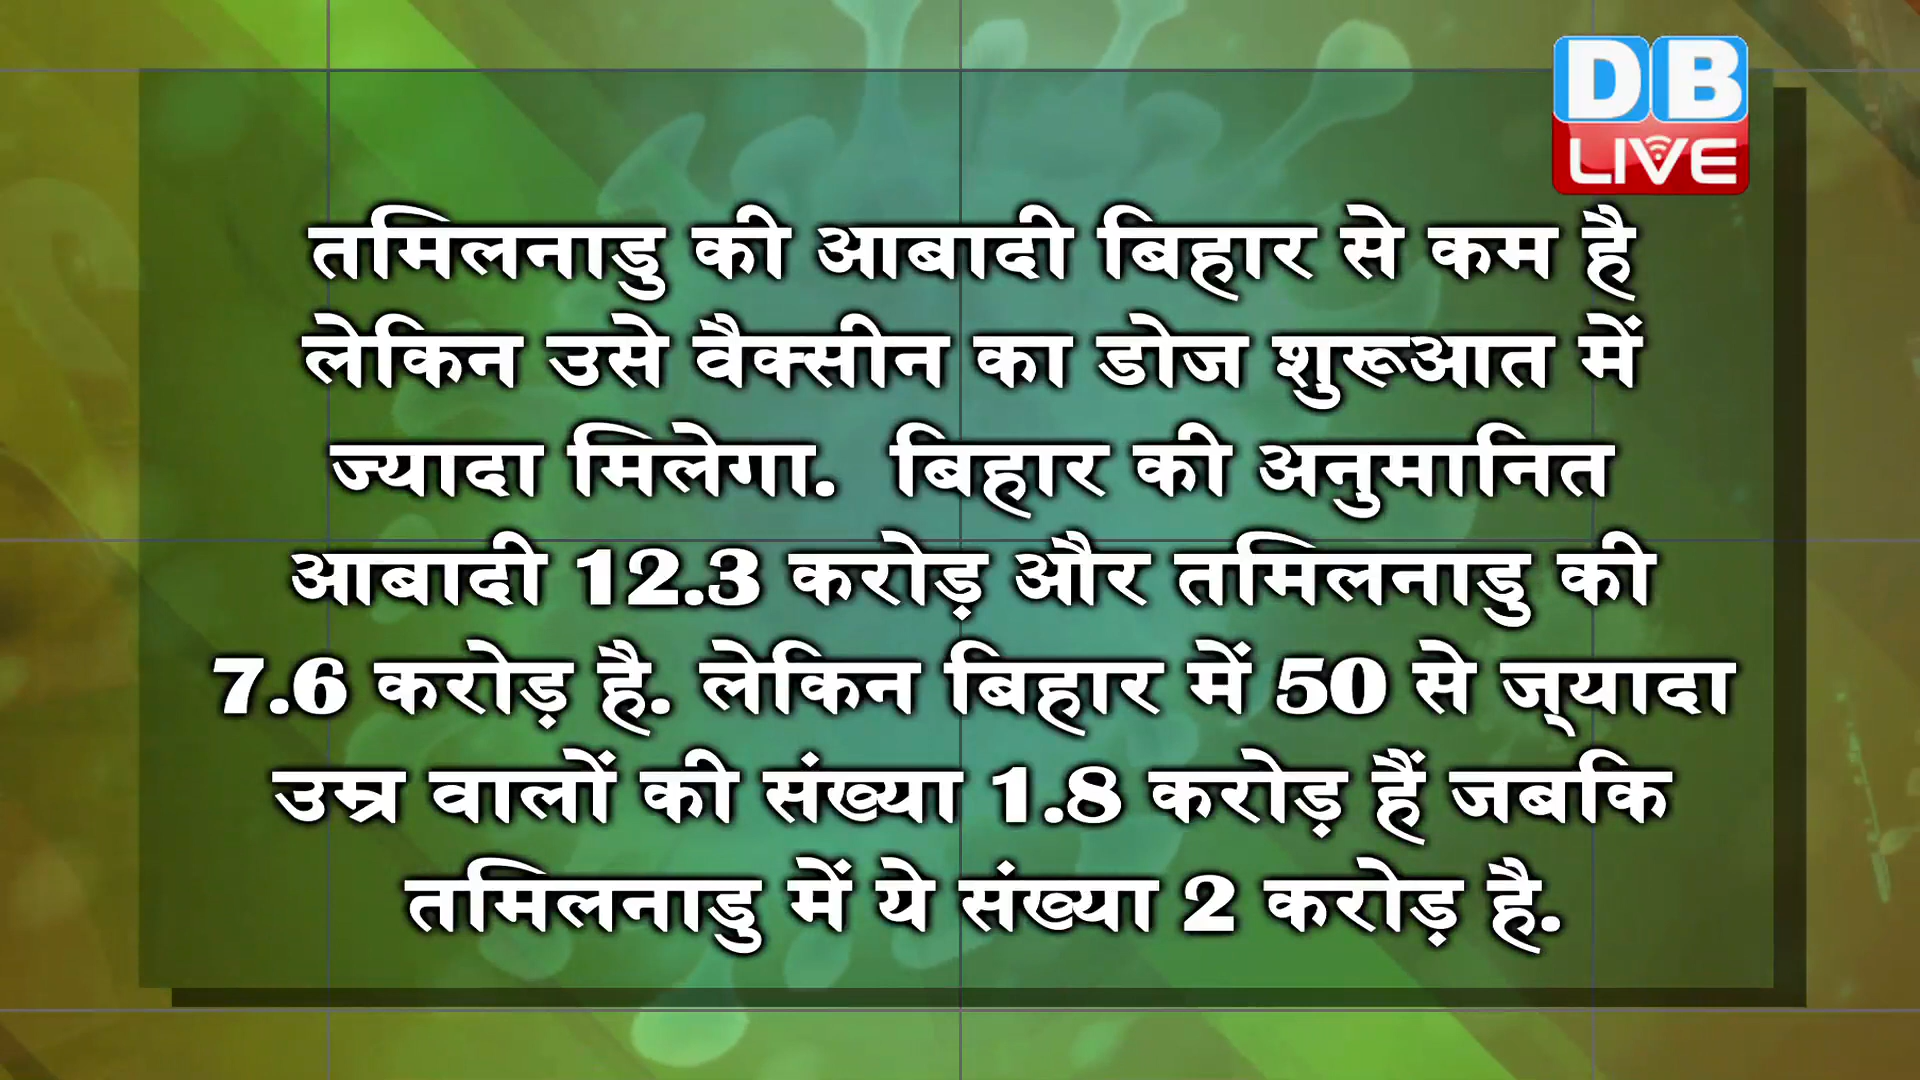 DB
LIVE
तमिलनाडु की आबादी बिहार से कम है
लेकिन उसे वैक्सीन का डोज शुरूआत में
ज्यादा मिलेगा. बिहार की अनुमानित
आबादी 12.3 करोड़ और तमिलनाडु की
7.6 करोड़ है. लेकिन बिहार में 50 से ज्‌यादा
उम्र वालों की संख्या 1.8 करोड़ हैं जबकि
तमिलनाडु में ये संख्या 2 करोड़ है.